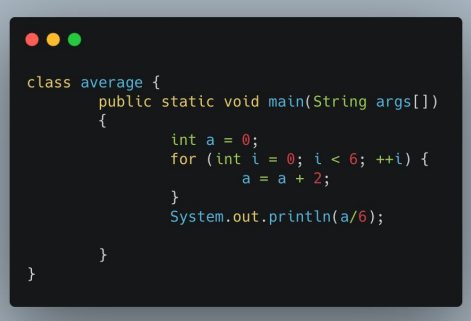 class average {
public static void main(String args[])
{
int a = 0;
for (int i = 0; i < 6; ++i) {
a = a + 2;
}
System.out.println(a/6);
}
}